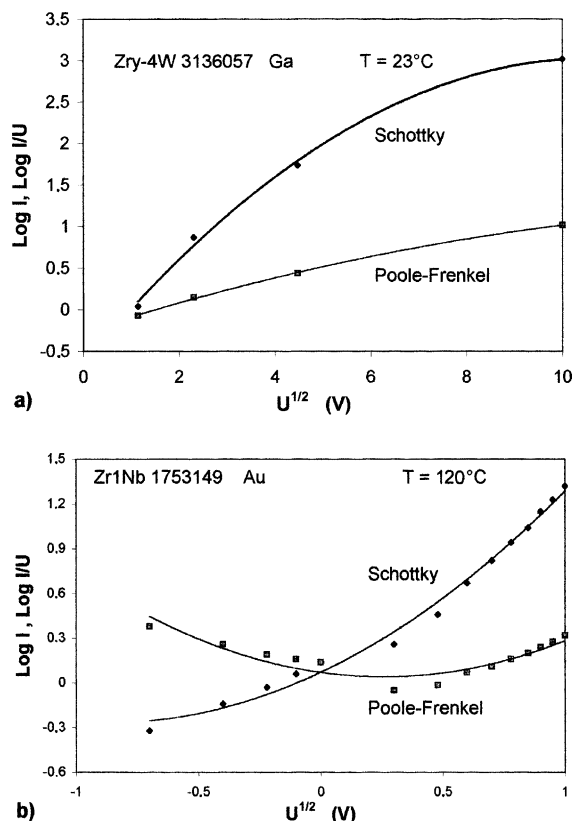 Zry-4W 3136057 Ga T = 23°C
3.5
3
2.5
2
1.5
1
0.5
0
-0.5
Log I, Log I/U
Schottky
Poole-Frenkel
0 2 4 6 8 10
a) U1/2 (V)
Zr1Nb 1753149 Au T = 120°C
1.5
1.2
0.9
0.6
0.3
0
-0.3
-0.6
Log I , Log I/U
Schottky
Poole-Frenkel
-1 -0.5 0 0.5 1
b) U1/2 (V)